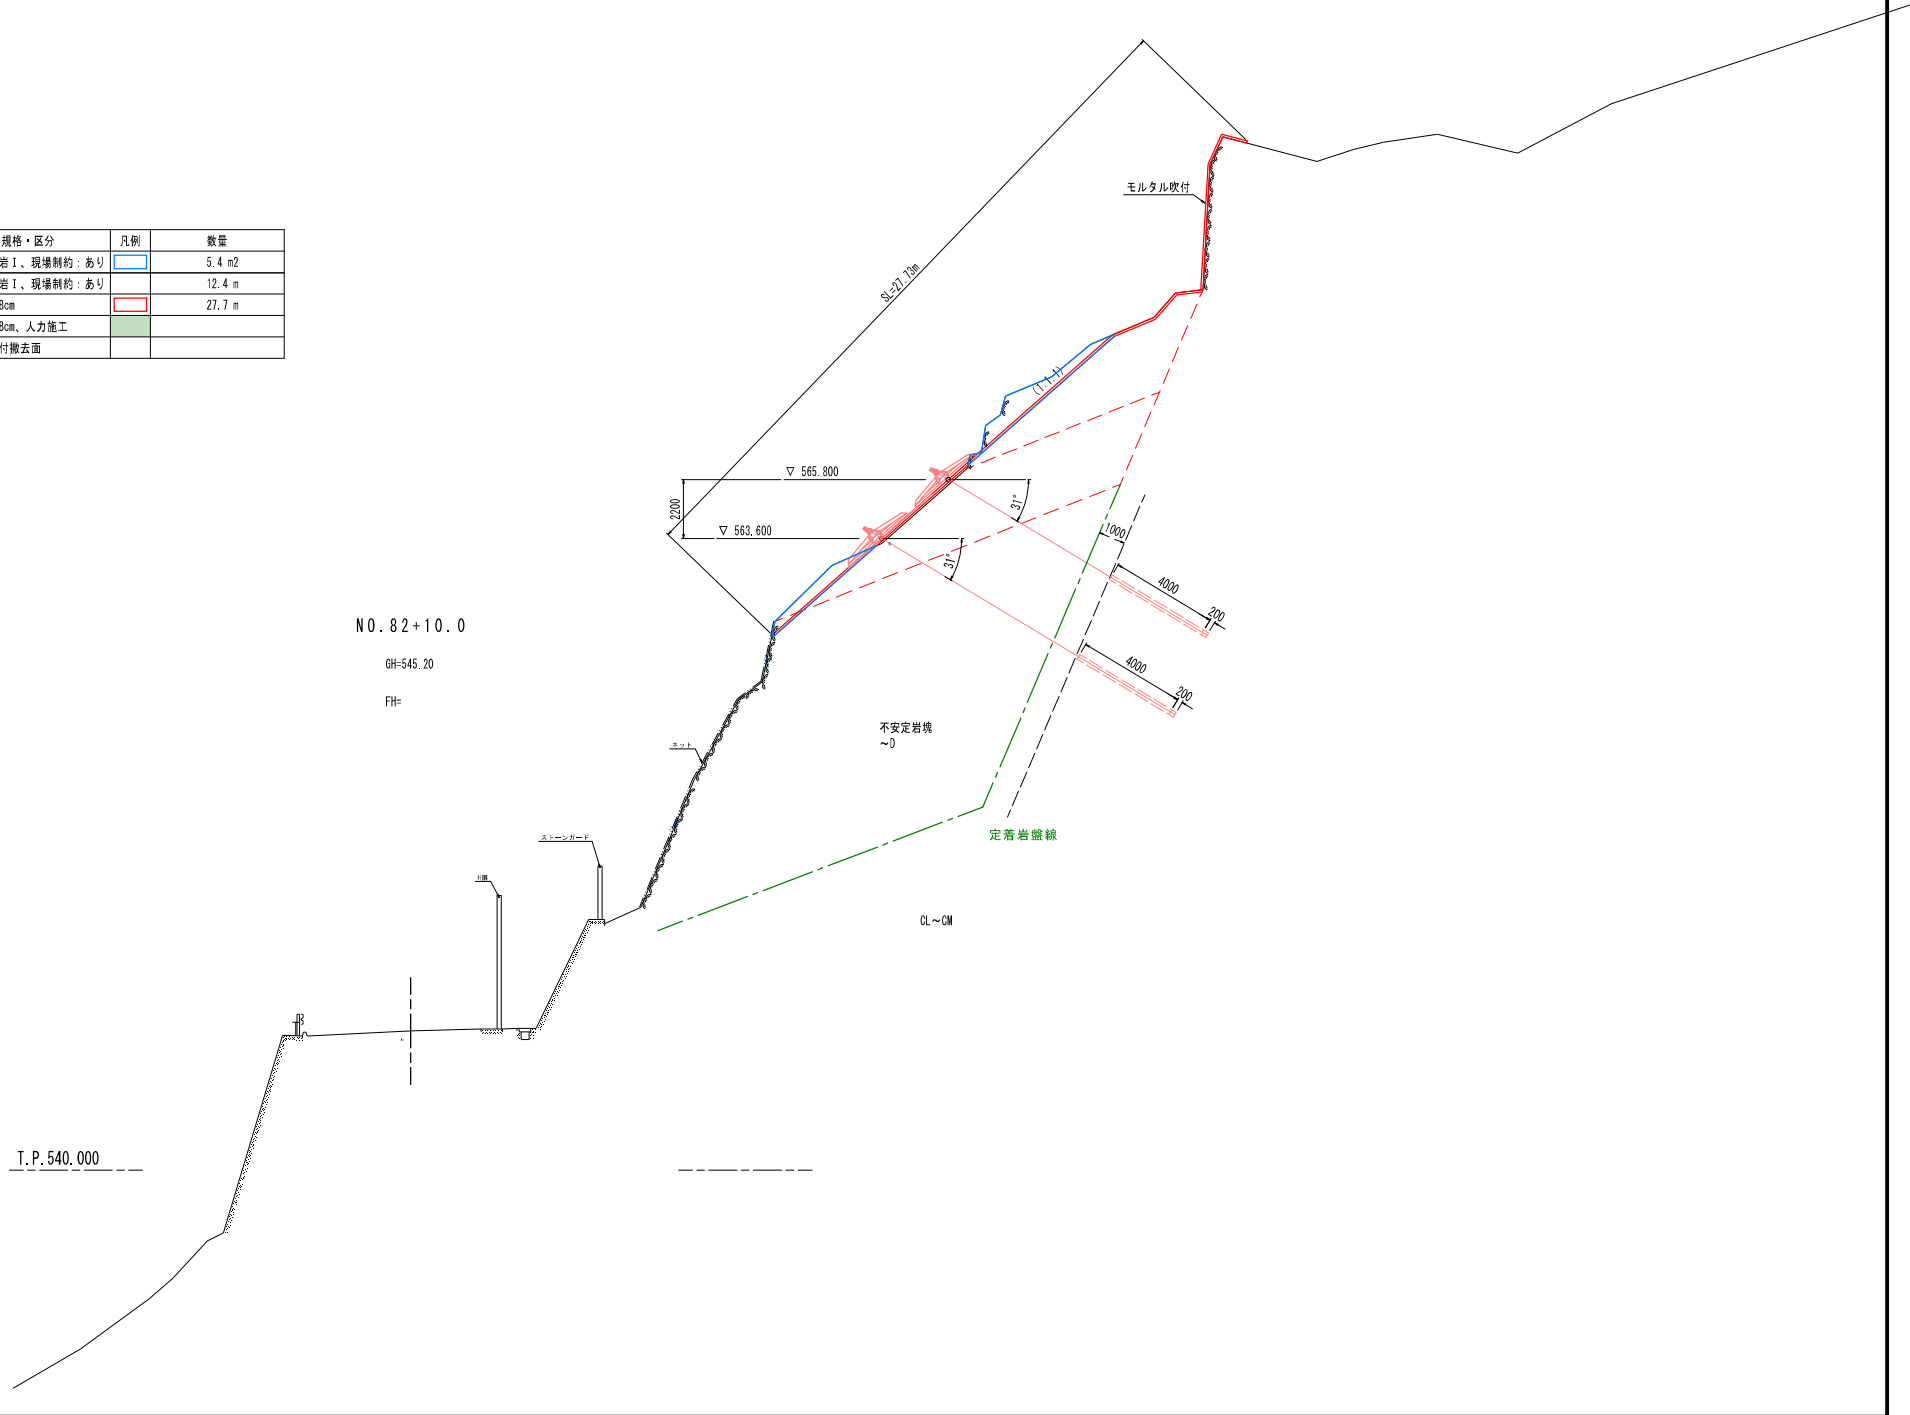 モルタル吹付
規格・区分 凡例 数量
岩Ⅰ、現場制約：あり 5.4 m2
岩Ⅰ、現場制約：あり 12.4 m
8cm 27.7 m
8cm、人力施工
付撤去面
SL=27.73m
(1:1.1)
▽ 565.800
2200
31°
▽ 563.600
31°
1000
4000
200
4000
200
NO.82+10.0
GH=545.20
FH=
不安定岩塊
～D
ネット
定着岩盤線
ストーンガード
CL～CM
T.P.540.000